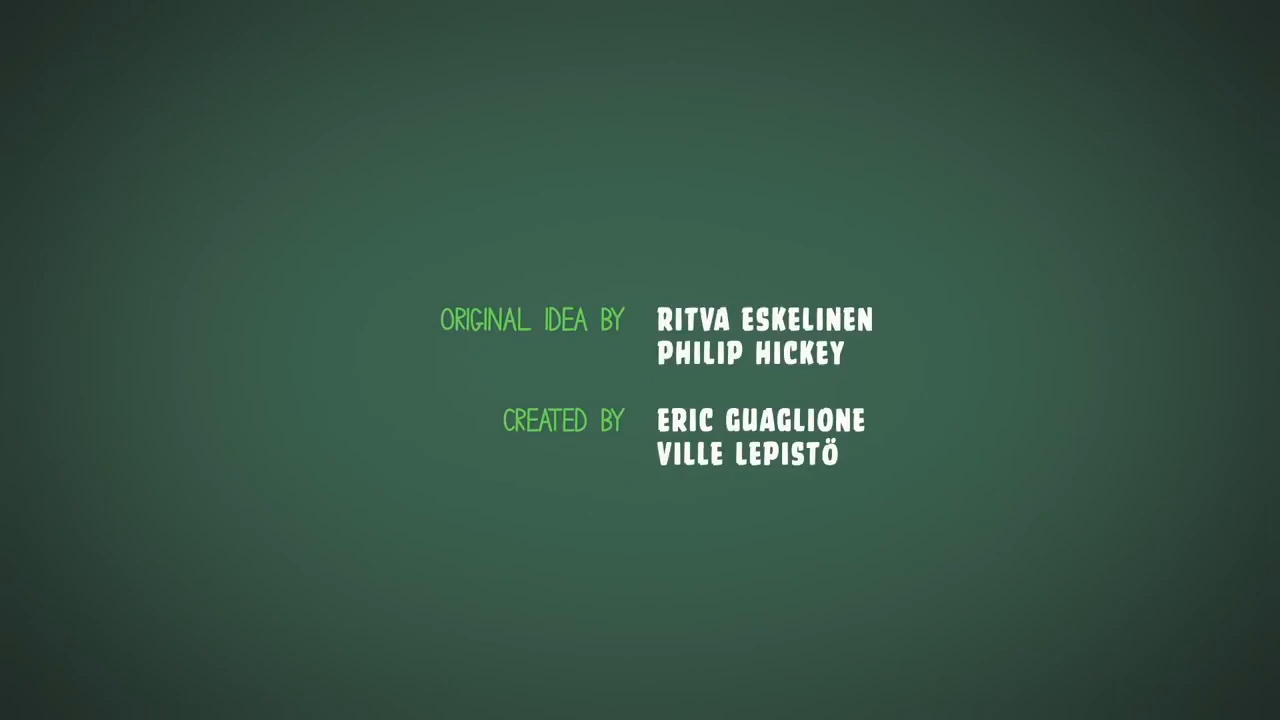 ORIGINAL IDEA BY RITVA ESKELINEN
PHILIP HICKEY
CREATED BY ERIC GUAGLIONE
VILLE LEPISTÖ